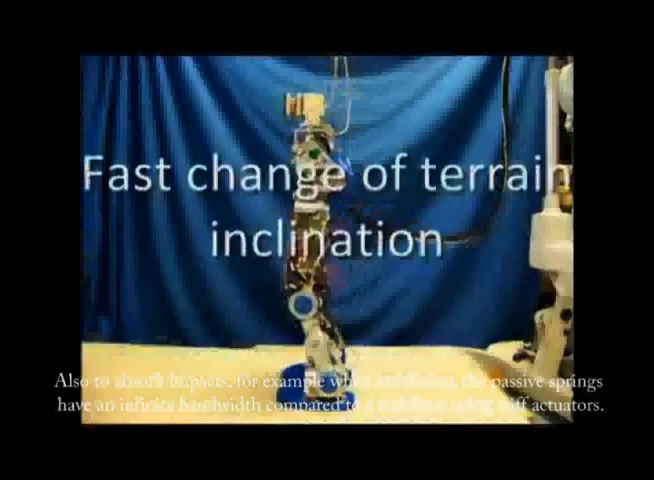 Fast change of terrain
inclination
Also to absorb impacts, for example when the passive springs
have an infinite bandwidth compared to stiff actuators.